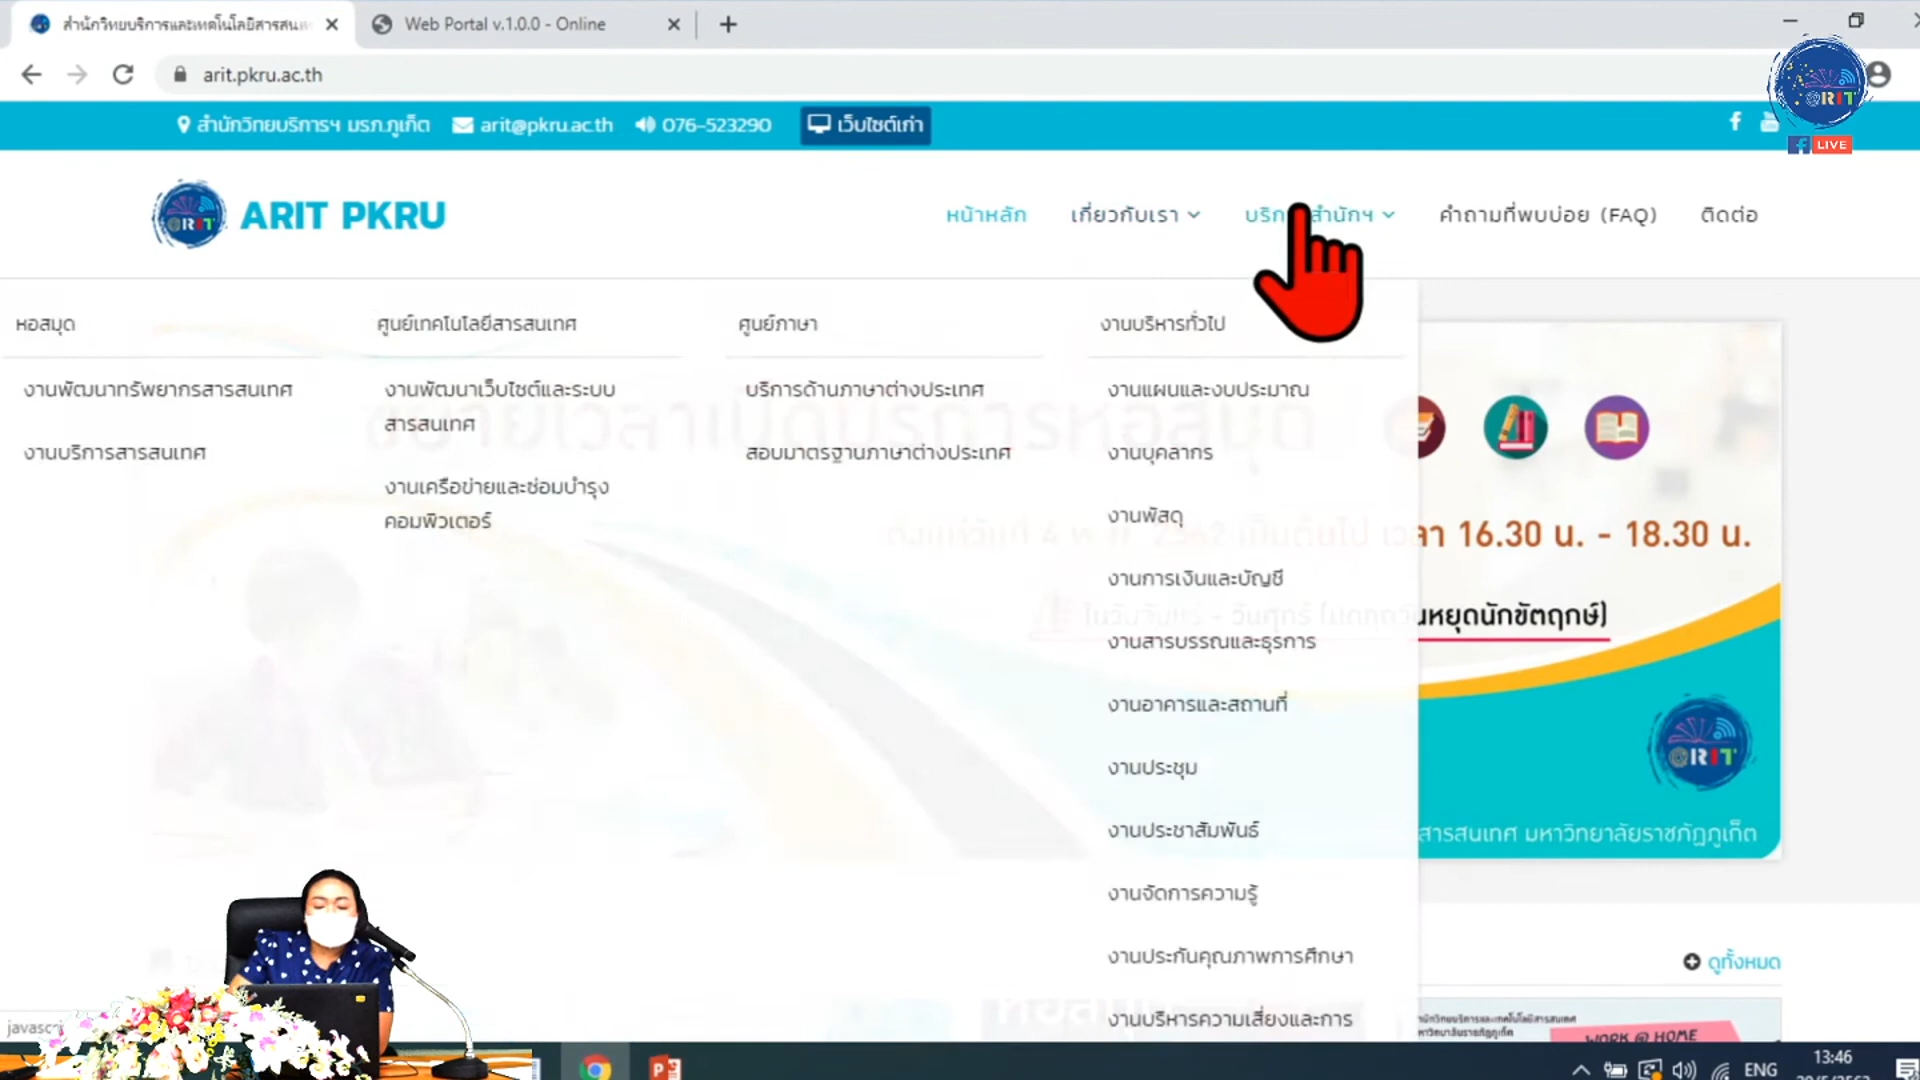 สำนักวิทยบริการและเทคโนโลยีสารสนเท
Web Portal v.1.0.0 - Online
arit.pkru.ac.th
สำนักวิทยบริการฯ มรภ.ภูเก็ต
arit@pkru.ac.th
076-523290
เว็บไซต์เก่า
LIVE
ARIT PKRU
หน้าหลัก
เกี่ยวกับเรา
คำถามที่พบบ่อย (FAQ)
ติดต่อ
หอสมุด
ศูนย์เทคโนโลยีสารสนเทศ
ศูนย์ภาษา
งานบริหารทั่วไป
งานพัฒนาทรัพยากรสารสนเทศ
งานบริการสารสนเทศ
งานพัฒนาเว็บไซต์และระบบ
สารสนเทศ
งานเครือข่ายและซ่อมบำรุง
คอมพิวเตอร์
บริการด้านภาษาต่างประเทศ
สอบมาตรฐานภาษาต่างประเทศ
งานแผนและงบประมาณ
งานบุคลากร
งานพัสดุ
งานการเงินและบัญชี
งานสารบรรณและธุรการ
งานอาคารและสถานที่
งานประชุม
งานประชาสัมพันธ์
งานจัดการความรู้
งานประกันคุณภาพการศึกษา
งานบริหารความเสี่ยงและการ
ขยายเวลาเปิดบริการหอสมุด
เวลา 16.30 น. - 18.30 น.
วันหยุดนักขัตฤกษ์)
สารสนเทศ มหาวิทยาลัยราชภัฏภูเก็ต
ดูทั้งหมด
WORK @ HOME
ENG
13:46